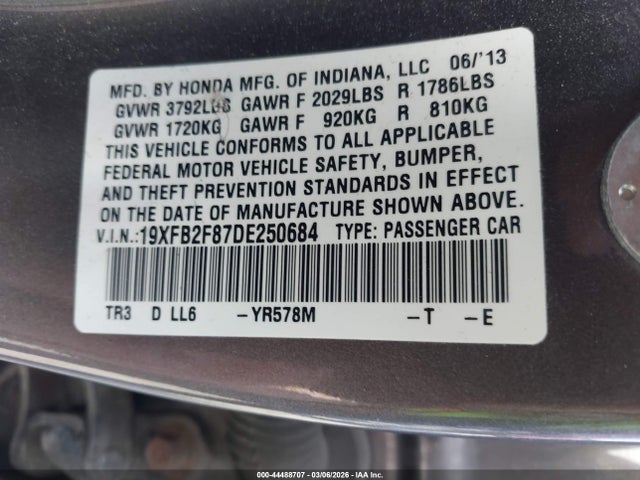 MFD. BY HONDA MFG. OF INDIANA, LLC 06/'13
GVWR 3792LBS GAWR F 2029LBS R 1786LBS
GVWR 1720KG GAWR F 920KG R 810KG
THIS VEHICLE CONFORMS TO ALL APPLICABLE
FEDERAL MOTOR VEHICLE SAFETY, BUMPER,
AND THEFT PREVENTION STANDARDS IN EFFECT
ON THE DATE OF MANUFACTURE SHOWN ABOVE.
V.I.N.:19XFB2F87DE250684 TYPE: PASSENGER CAR
TR3 D LL6 -YR578M -T -E
000-44488707 - 03/06/2026 - IAA Inc.